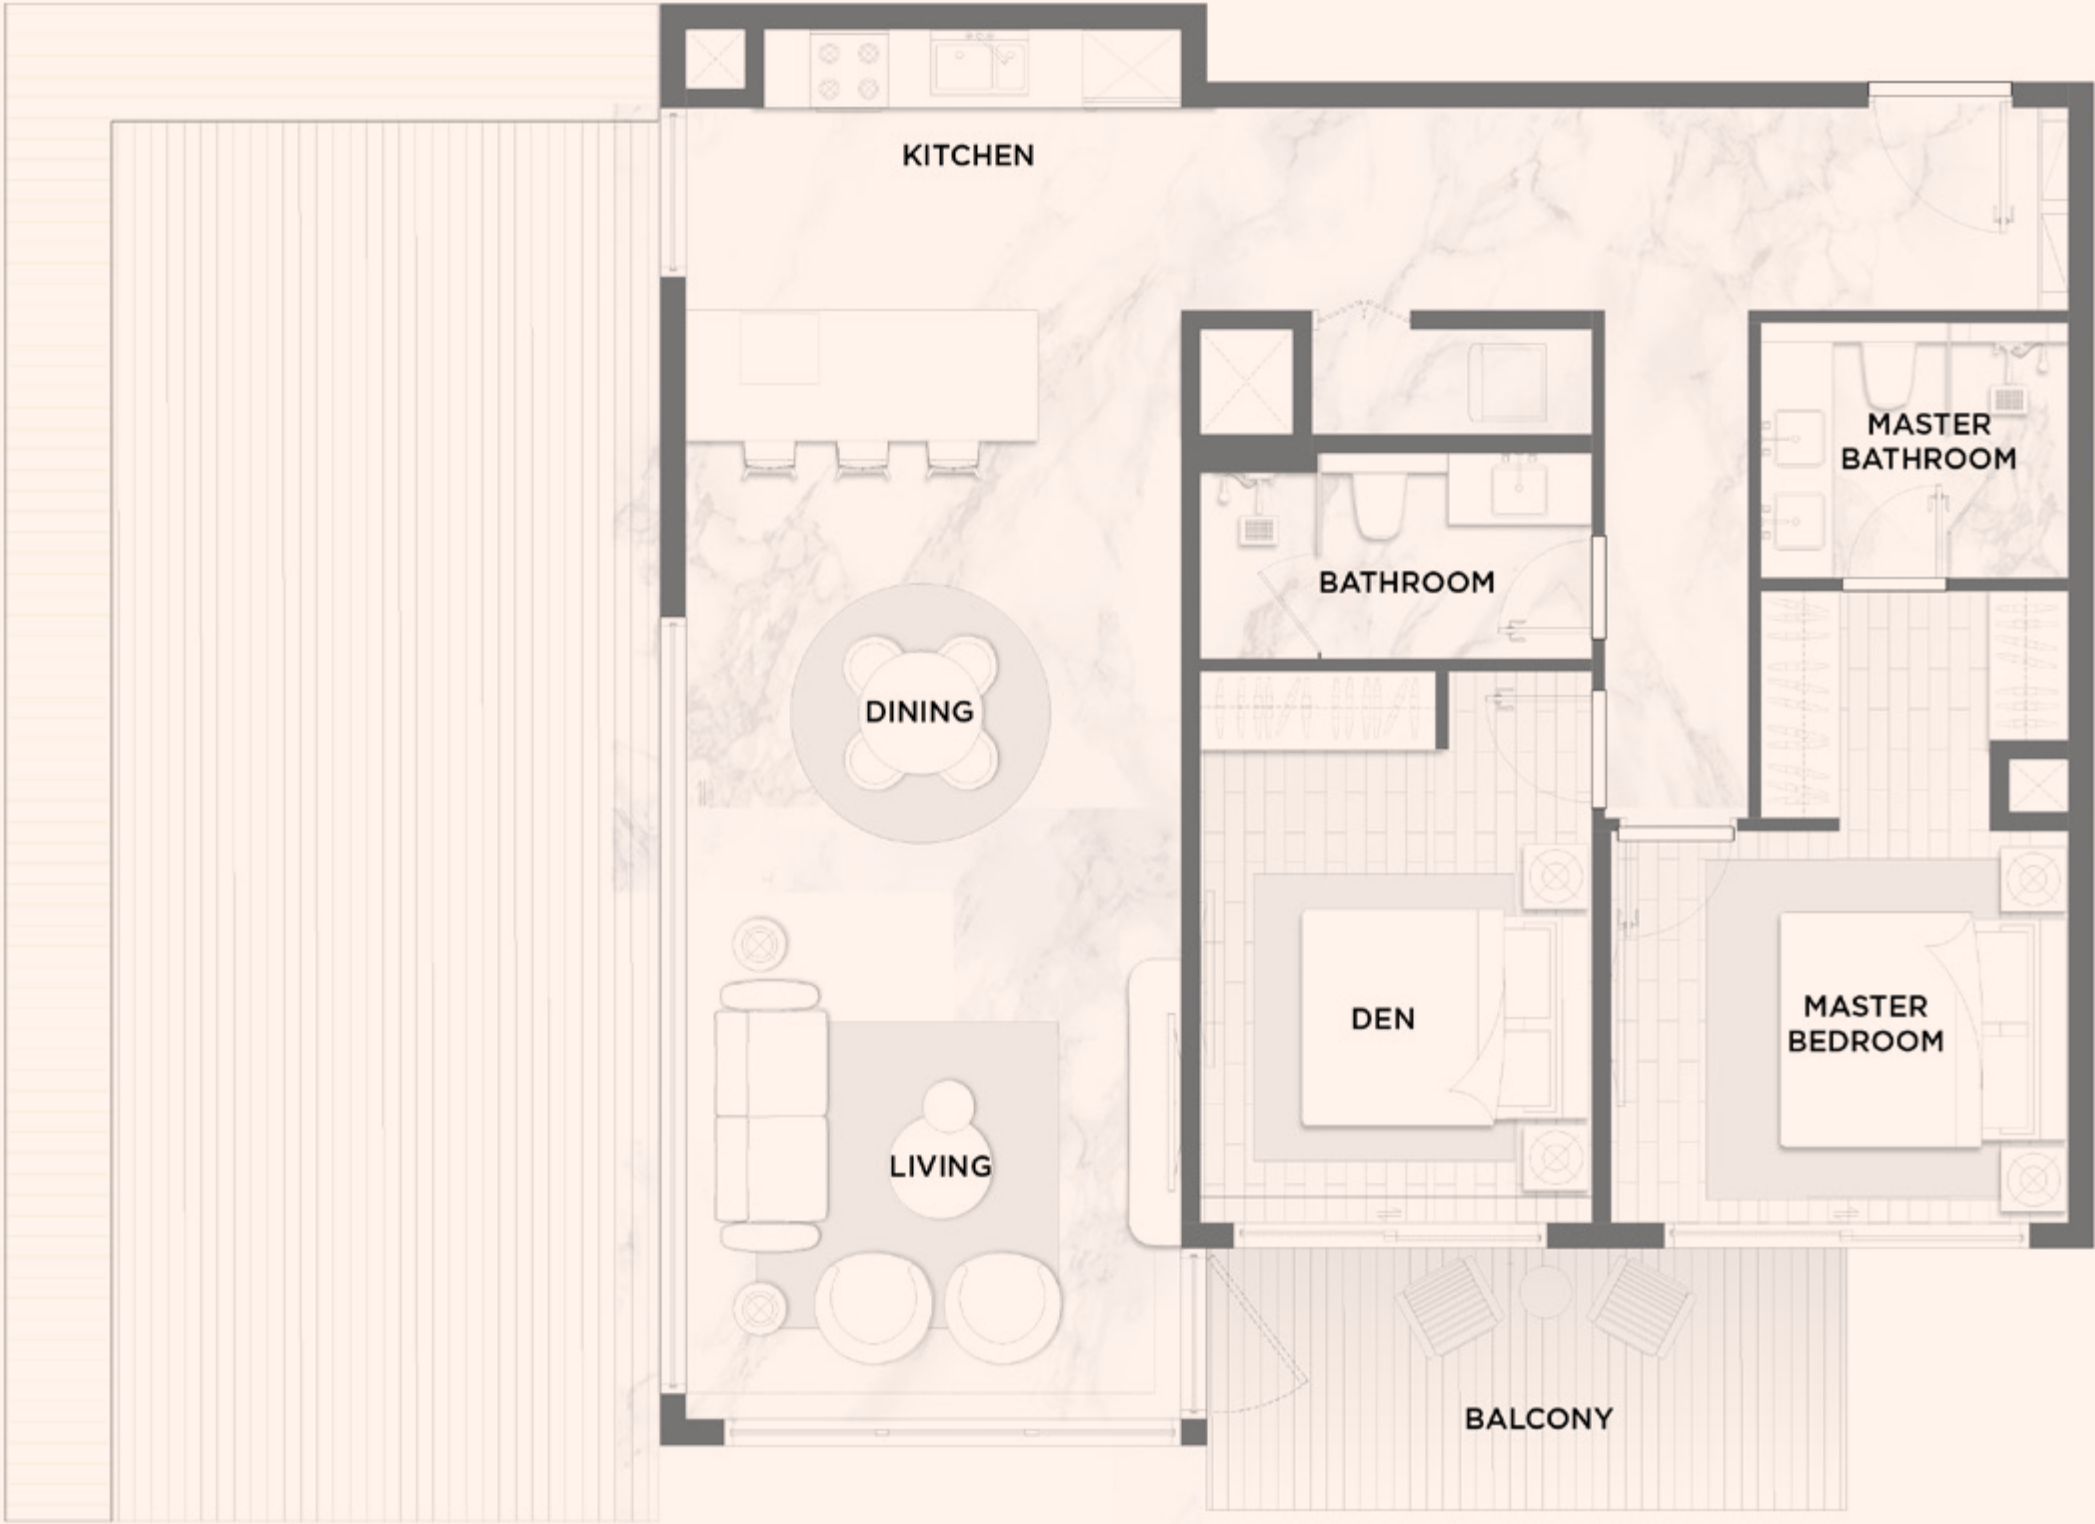 KITCHEN
MASTER
BATHROOM
BATHROOM
DINING
DEN
MASTER
BEDROOM
LIVING
BALCONY